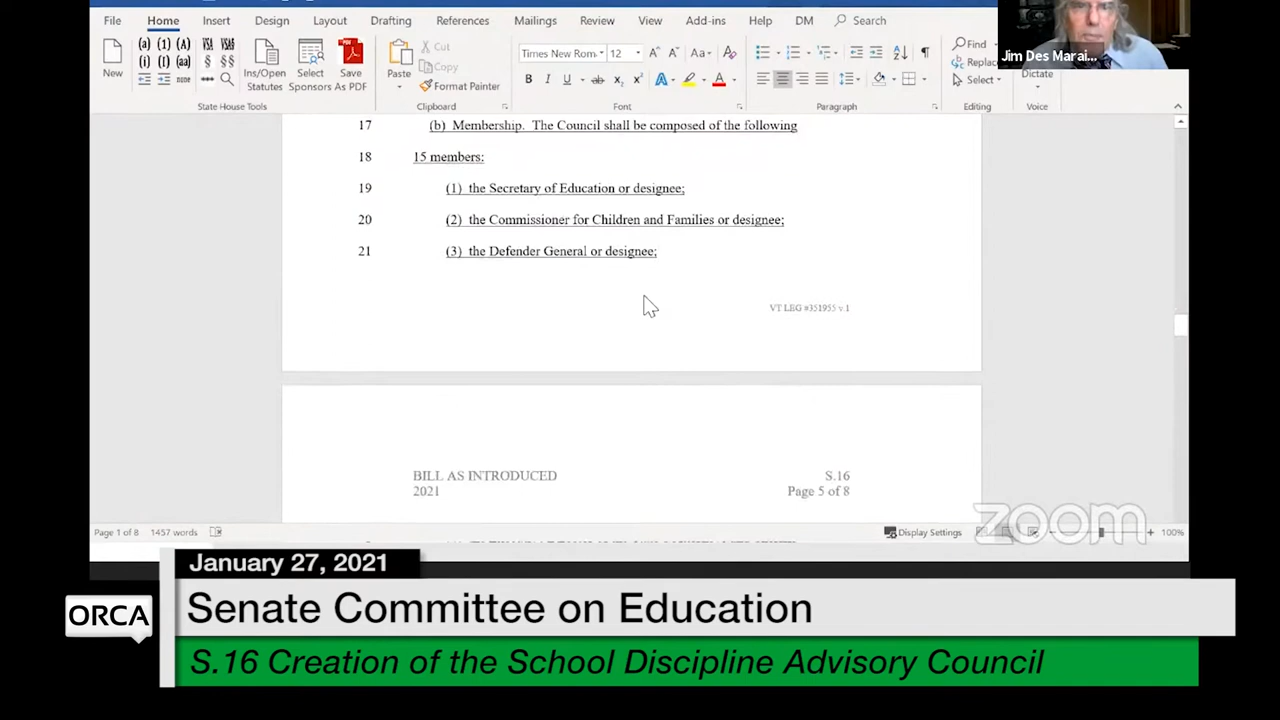 File Home Insert Design Layout Drafting References Mailings Review View Add-ins Help DM Search
Jim Des Marai...
New
(a) (1) (A)
(i) (I) (aa)
Ins/Open Statutes
Select Sponsors
Save As PDF
Paste
Cut
Copy
Format Painter
Times New Rom 12
Aa
B I U ab x, x²
Find
Replac
Select
Dictate
State House Tools Clipboard Font Paragraph Editing Voice
17 (b) Membership. The Council shall be composed of the following
18 15 members:
19 (1) the Secretary of Education or designee;
20 (2) the Commissioner for Children and Families or designee;
21 (3) the Defender General or designee;
VT LEG #351955 v.1
BILL AS INTRODUCED S.16
2021 Page 5 of 8
zoom
Page 1 of 8 1457 words Display Settings 100%
January 27, 2021
ORCA
Senate Committee on Education
S.16 Creation of the School Discipline Advisory Council